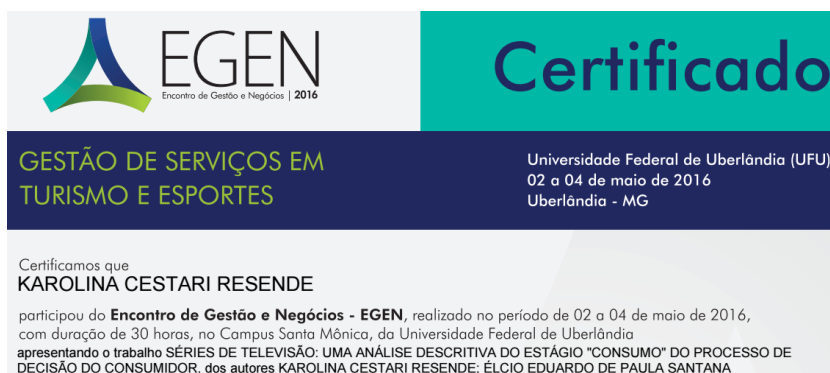 EGEN
Encontro de Gestão e Negócios | 2016
Certificado
GESTÃO DE SERVIÇOS EM
TURISMO E ESPORTES
Universidade Federal de Uberlândia (UFU)
02 a 04 de maio de 2016
Uberlândia - MG
Certificamos que
KAROLINA CESTARI RESENDE
participou do Encontro de Gestão e Negócios - EGEN, realizado no período de 02 a 04 de maio de 2016,
com duração de 30 horas, no Campus Santa Mônica, da Universidade Federal de Uberlândia
apresentando o trabalho SÉRIES DE TELEVISÃO: UMA ANÁLISE DESCRITIVA DO ESTÁGIO "CONSUMO" DO PROCESSO DE
DECISÃO DO CONSUMIDOR, dos autores KAROLINA CESTARI RESENDE; ÉLCIO EDUARDO DE PAULA SANTANA